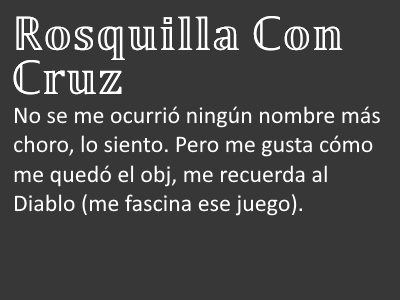 Rosquilla Con
Cruz
No se me ocurrió ningún nombre más
choro, lo siento. Pero me gusta cómo
me quedó el obj, me recuerda al
Diablo (me fascina ese juego).